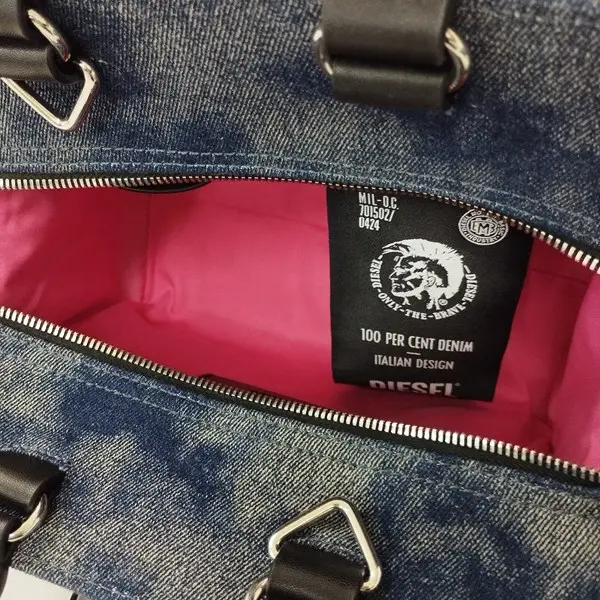 MIL-O.C.
701502/
0424
DIESEL
ONLY-THE-BRAVE
DIESEL
100 PER CENT DENIM
ITALIAN DESIGN
DIESEL